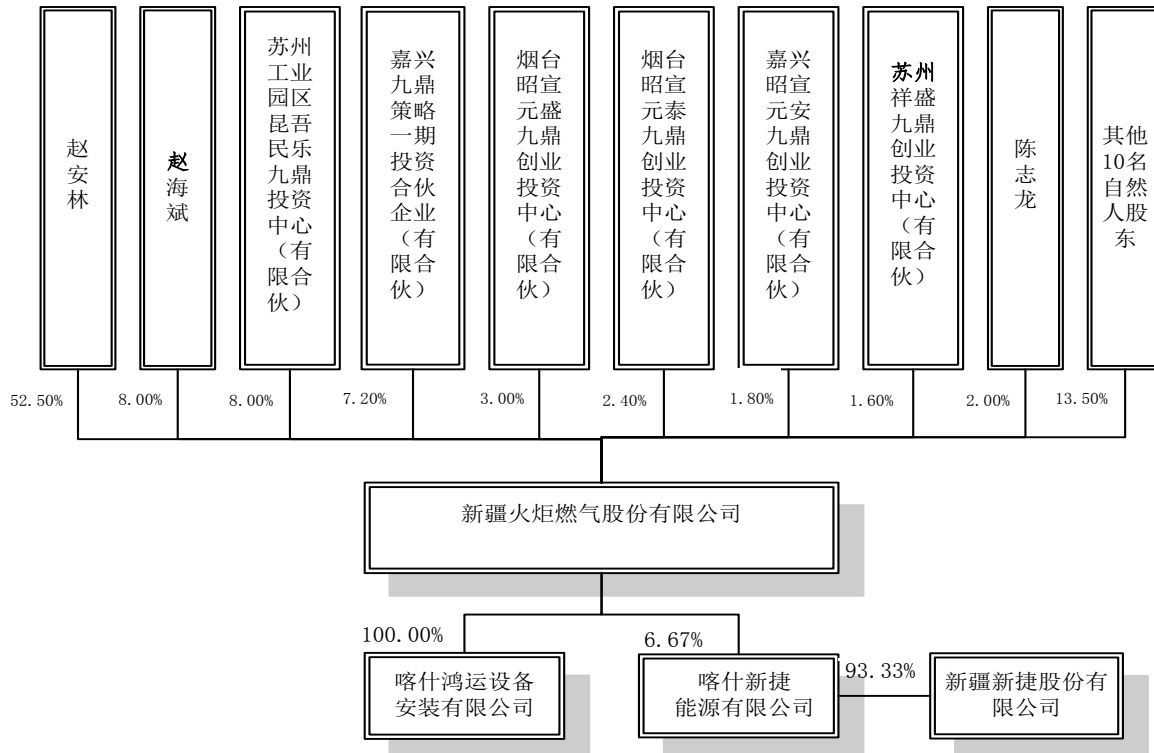 赵
安
林
赵
海
斌
苏州
工业
园区
昆吾
民乐
九鼎
投资
中心
（有
限合
伙）
嘉兴
九鼎
策略
一期
投资
合伙
企业
（有
限合
伙）
烟台
昭宣
元盛
九鼎
创业
投资
中心
（有
限合
伙）
烟台
昭宣
元泰
九鼎
创业
投资
中心
（有
限合
伙）
嘉兴
昭宣
元安
九鼎
创业
投资
中心
（有
限合
伙）
苏州
祥盛
九鼎
创业
投资
中心
（有
限合
伙）
陈
志
龙
其他
10名
自然
人股
东
52.50%
8.00%
8.00%
7.20%
3.00%
2.40%
1.80%
1.60%
2.00%
13.50%
新疆火炬燃气股份有限公司
100.00%
6.67%
喀什鸿运设备
安装有限公司
喀什新捷
能源有限公司
93.33%
新疆新捷股份有
限公司